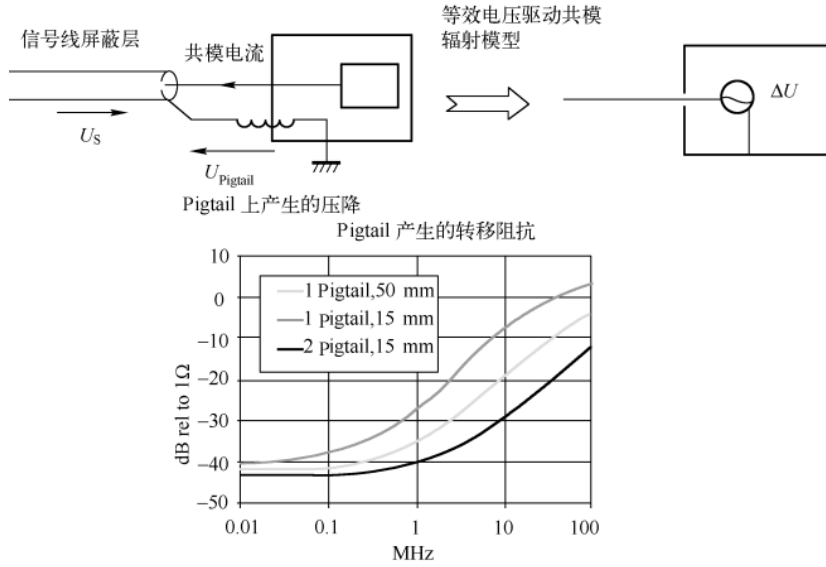 信号线屏蔽层
共模电流
U_S
U_Pigtail
Pigtail 上产生的压降
等效电压驱动共模
辐射模型
ΔU
Pigtail 产生的转移阻抗
dB rel to 1Ω
10
0
−10
−20
−30
−40
−50
1 Pigtail,50 mm
1 Pigtail,15 mm
2 Pigtail,15 mm
0.01
0.1
1
10
100
MHz